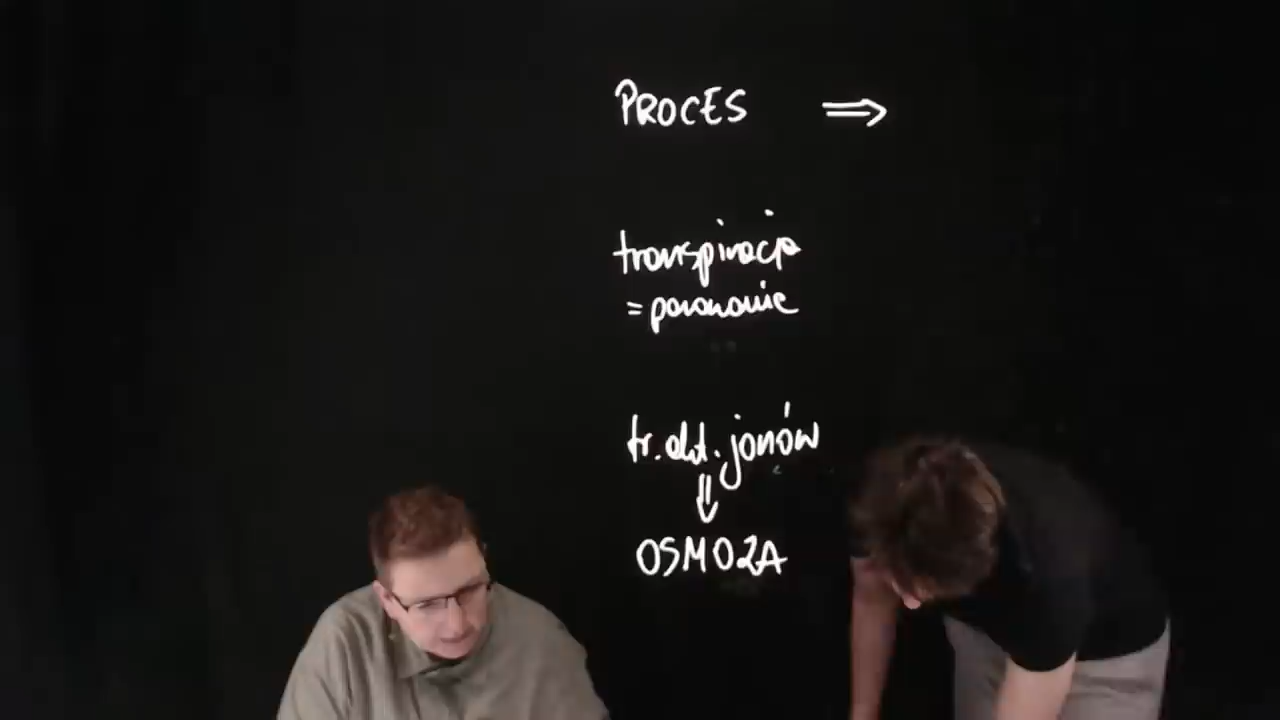 PROCES ⇒
transpiracja
= parowanie
tr. akt. jonów
⇓
OSMOZA